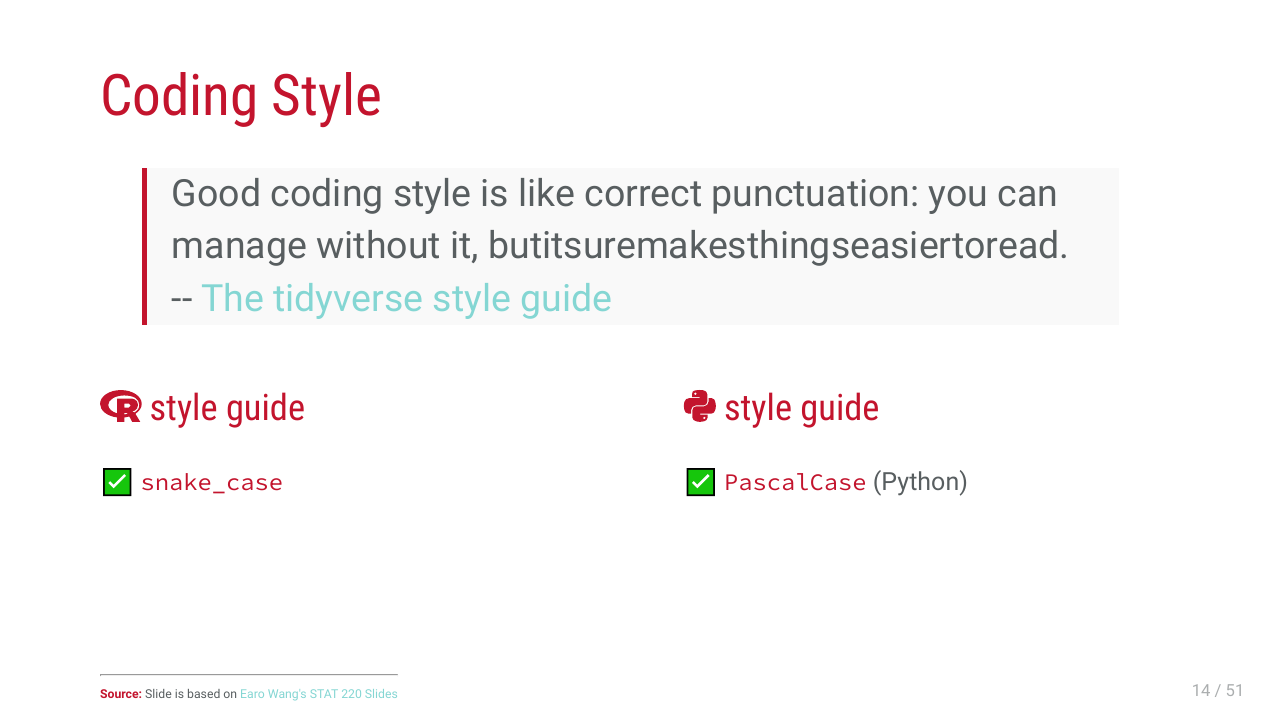 Coding Style
Good coding style is like correct punctuation: you can
manage without it, butitsuremakesthingseasiertoread.
-- The tidyverse style guide
R style guide
style guide
✅ snake_case
✅ PascalCase (Python)
Source: Slide is based on Earo Wang's STAT 220 Slides
14 / 51